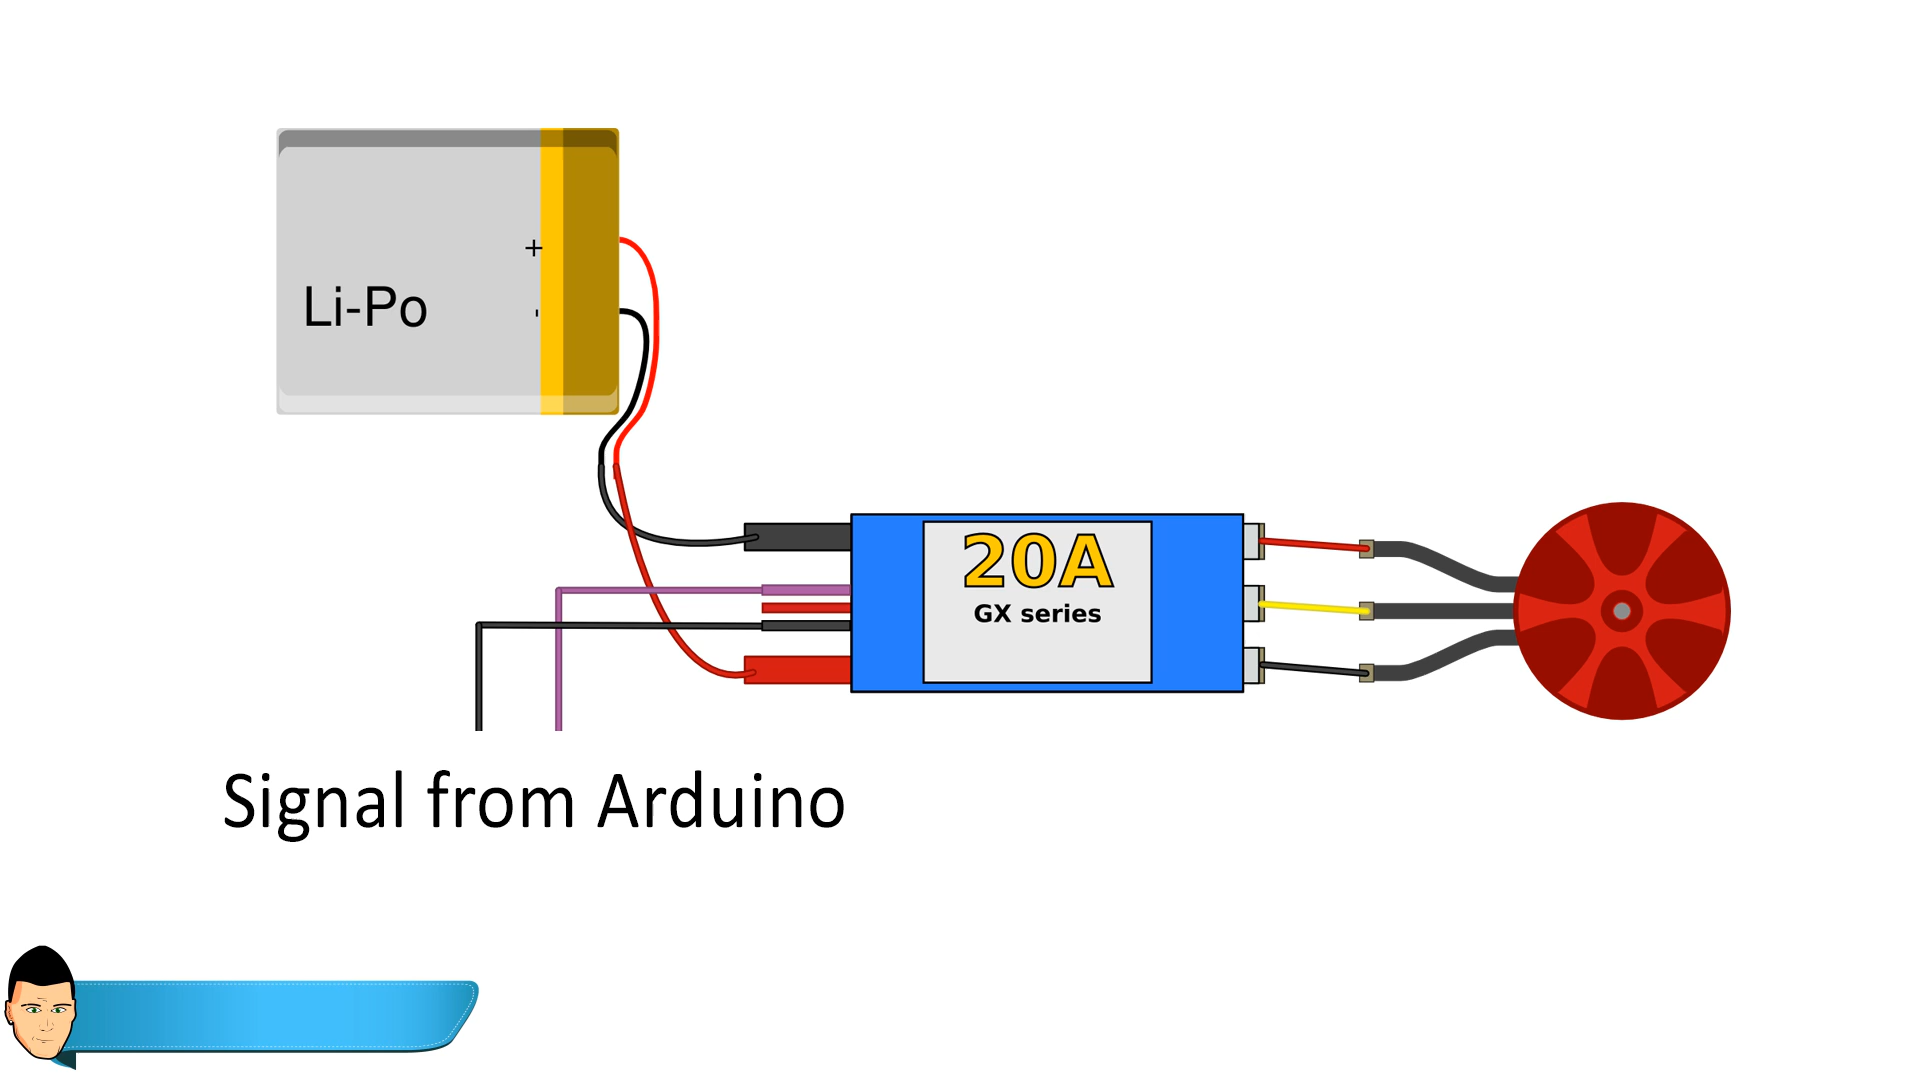 +
Li-Po
-
20A
GX series
Signal from Arduino